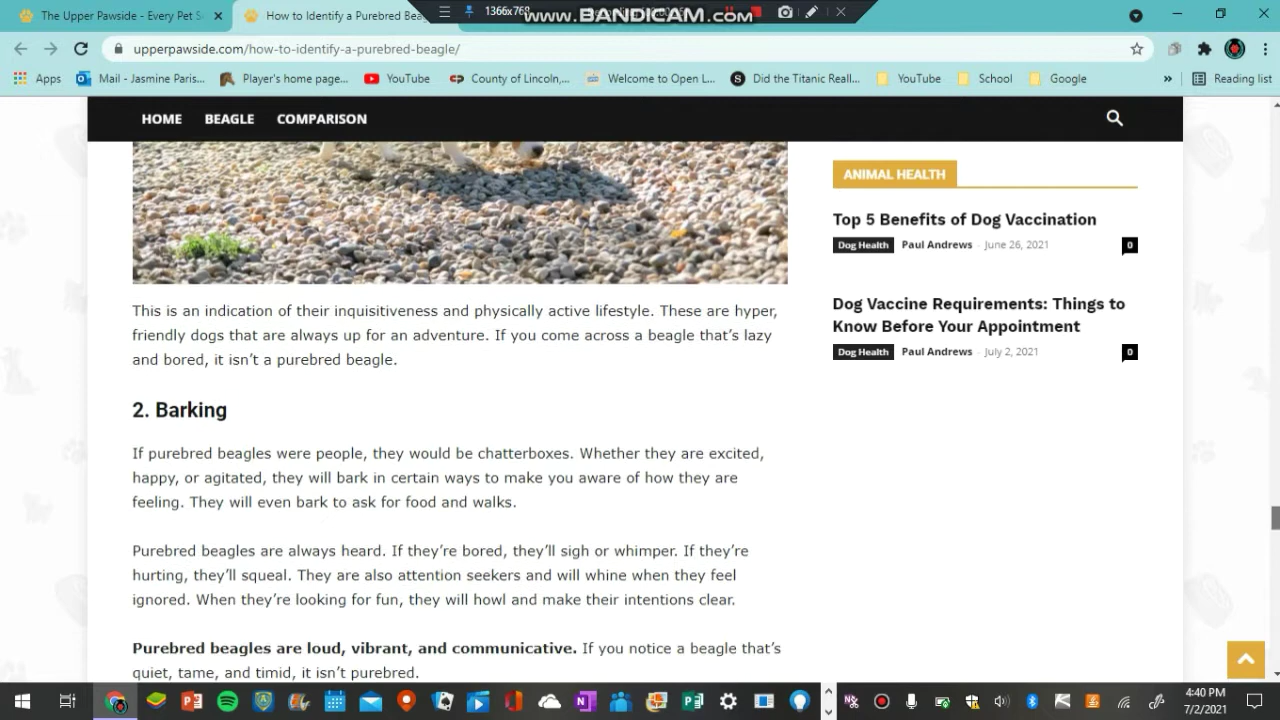 The Upper Pawside - Every Pet S
How to Identify a Purebred Bea
1366x768
www.BANDICAM.com
upperpawside.com/how-to-identify-a-purebred-beagle/
Apps
Mail - Jasmine Paris...
Player's home page...
YouTube
County of Lincoln,...
Welcome to Open L...
Did the Titanic Reall...
YouTube
School
Google
»
Reading list
HOME BEAGLE COMPARISON
ANIMAL HEALTH
Top 5 Benefits of Dog Vaccination
Dog Health Paul Andrews - June 26, 2021 0
Dog Vaccine Requirements: Things to
Know Before Your Appointment
Dog Health Paul Andrews - July 2, 2021 0
This is an indication of their inquisitiveness and physically active lifestyle. These are hyper,
friendly dogs that are always up for an adventure. If you come across a beagle that’s lazy
and bored, it isn’t a purebred beagle.
2. Barking
If purebred beagles were people, they would be chatterboxes. Whether they are excited,
happy, or agitated, they will bark in certain ways to make you aware of how they are
feeling. They will even bark to ask for food and walks.
Purebred beagles are always heard. If they’re bored, they’ll sigh or whimper. If they’re
hurting, they’ll squeal. They are also attention seekers and will whine when they feel
ignored. When they’re looking for fun, they will howl and make their intentions clear.
Purebred beagles are loud, vibrant, and communicative. If you notice a beagle that’s
quiet, tame, and timid, it isn’t purebred.
4:40 PM
7/2/2021